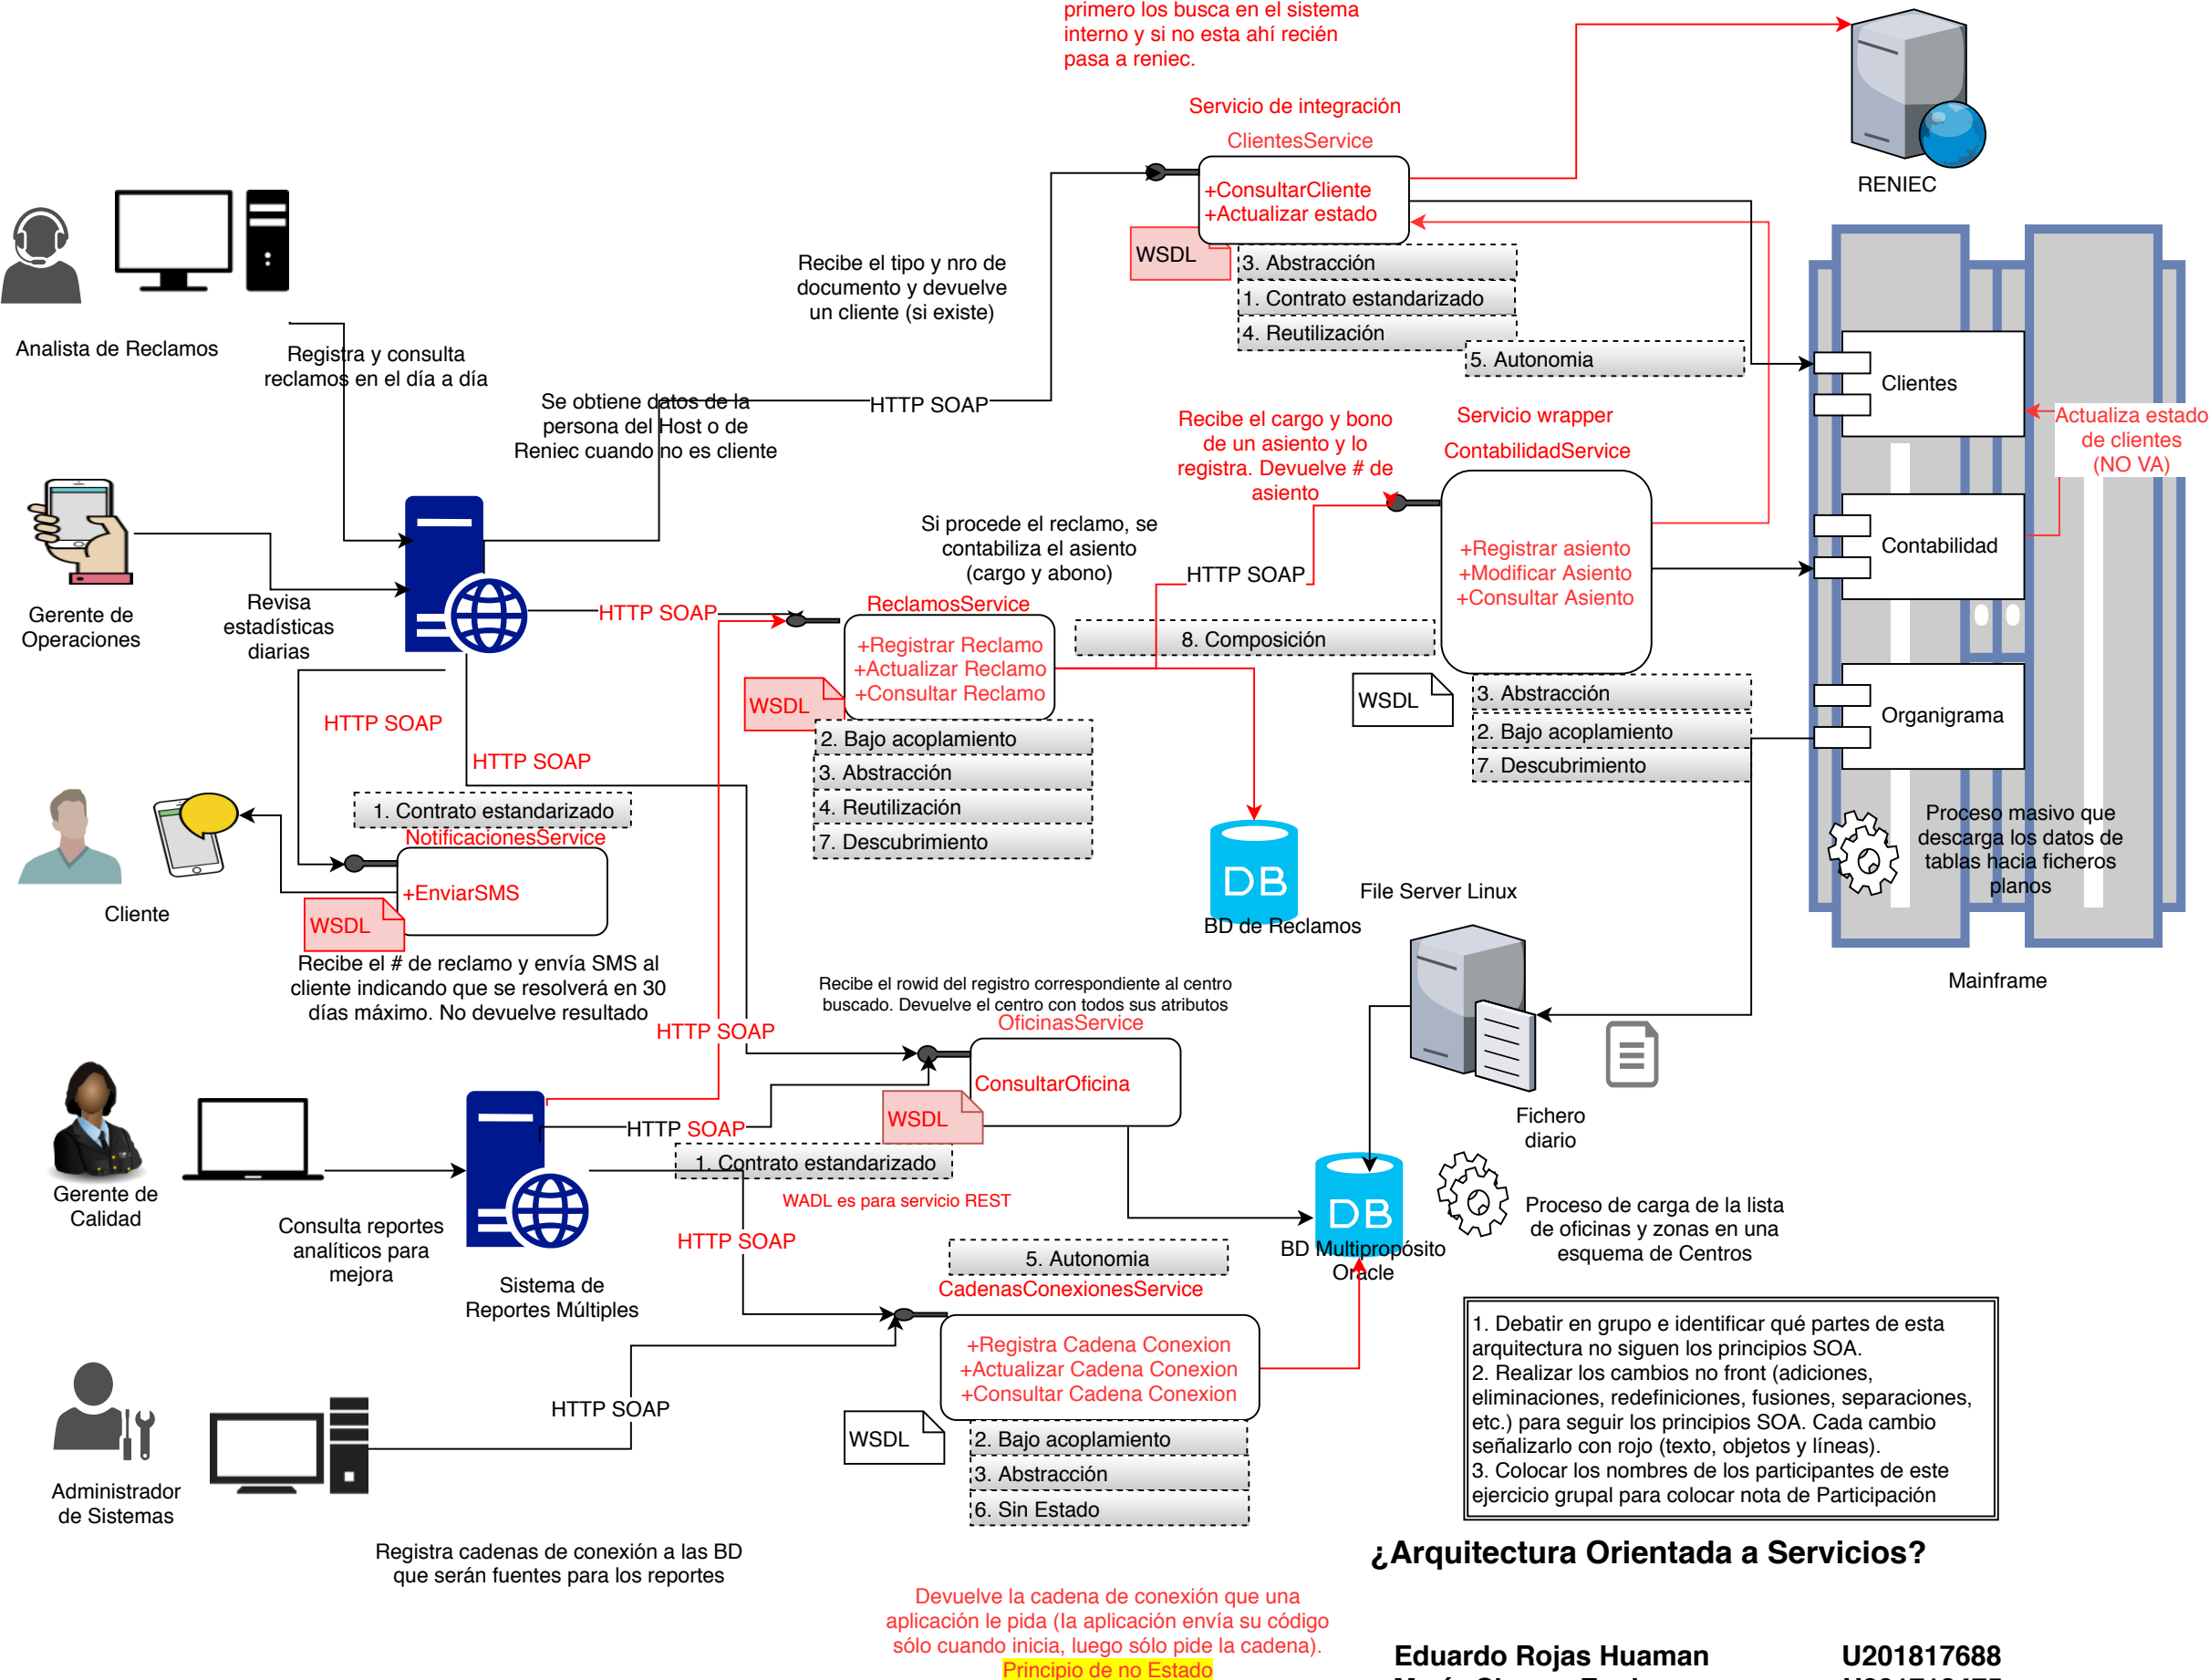 primero los busca en el sistema
interno y si no esta ahí recién
pasa a reniec.
Servicio de integración
ClientesService
+ConsultarCliente
+Actualizar estado
WSDL
3. Abstracción
1. Contrato estandarizado
4. Reutilización
5. Autonomia
RENIEC
Analista de Reclamos
Registra y consulta
reclamos en el día a día
Recibe el tipo y nro de
documento y devuelve
un cliente (si existe)
Se obtiene datos de la
persona del Host o de
Reniec cuando no es cliente
HTTP SOAP
Recibe el cargo y bono
de un asiento y lo
registra. Devuelve # de
asiento
Servicio wrapper
ContabilidadService
+Registrar asiento
+Modificar Asiento
+Consultar Asiento
Clientes
Actualiza estado
de clientes
(NO VA)
Contabilidad
Organigrama
Si procede el reclamo, se
contabiliza el asiento
(cargo y abono)
HTTP SOAP
Gerente de
Operaciones
Revisa
estadísticas
diarias
HTTP SOAP
ReclamosService
+Registrar Reclamo
+Actualizar Reclamo
+Consultar Reclamo
8. Composición
WSDL
2. Bajo acoplamiento
3. Abstracción
4. Reutilización
7. Descubrimiento
WSDL
3. Abstracción
2. Bajo acoplamiento
7. Descubrimiento
HTTP SOAP
HTTP SOAP
1. Contrato estandarizado
NotificacionesService
+EnviarSMS
WSDL
Cliente
Recibe el # de reclamo y envía SMS al
cliente indicando que se resolverá en 30
días máximo. No devuelve resultado
DB
BD de Reclamos
File Server Linux
Proceso masivo que
descarga los datos de
tablas hacia ficheros
planos
Mainframe
Recibe el rowid del registro correspondiente al centro
buscado. Devuelve el centro con todos sus atributos
OficinasService
HTTP SOAP
ConsultarOficina
WSDL
HTTP SOAP
1. Contrato estandarizado
WADL es para servicio REST
Fichero
diario
Gerente de
Calidad
Consulta reportes
analíticos para
mejora
Sistema de
Reportes Múltiples
HTTP SOAP
DB
BD Multipropósito
Oracle
Proceso de carga de la lista
de oficinas y zonas en una
esquema de Centros
5. Autonomia
CadenasConexionesService
+Registra Cadena Conexion
+Actualizar Cadena Conexion
+Consultar Cadena Conexion
WSDL
2. Bajo acoplamiento
3. Abstracción
6. Sin Estado
HTTP SOAP
Administrador
de Sistemas
Registra cadenas de conexión a las BD
que serán fuentes para los reportes
1. Debatir en grupo e identificar qué partes de esta
arquitectura no siguen los principios SOA.
2. Realizar los cambios no front (adiciones,
eliminaciones, redefiniciones, fusiones, separaciones,
etc.) para seguir los principios SOA. Cada cambio
señalizarlo con rojo (texto, objetos y líneas).
3. Colocar los nombres de los participantes de este
ejercicio grupal para colocar nota de Participación
¿Arquitectura Orientada a Servicios?
Devuelve la cadena de conexión que una
aplicación le pida (la aplicación envía su código
sólo cuando inicia, luego sólo pide la cadena).
Principio de no Estado
Eduardo Rojas Huaman U201817688